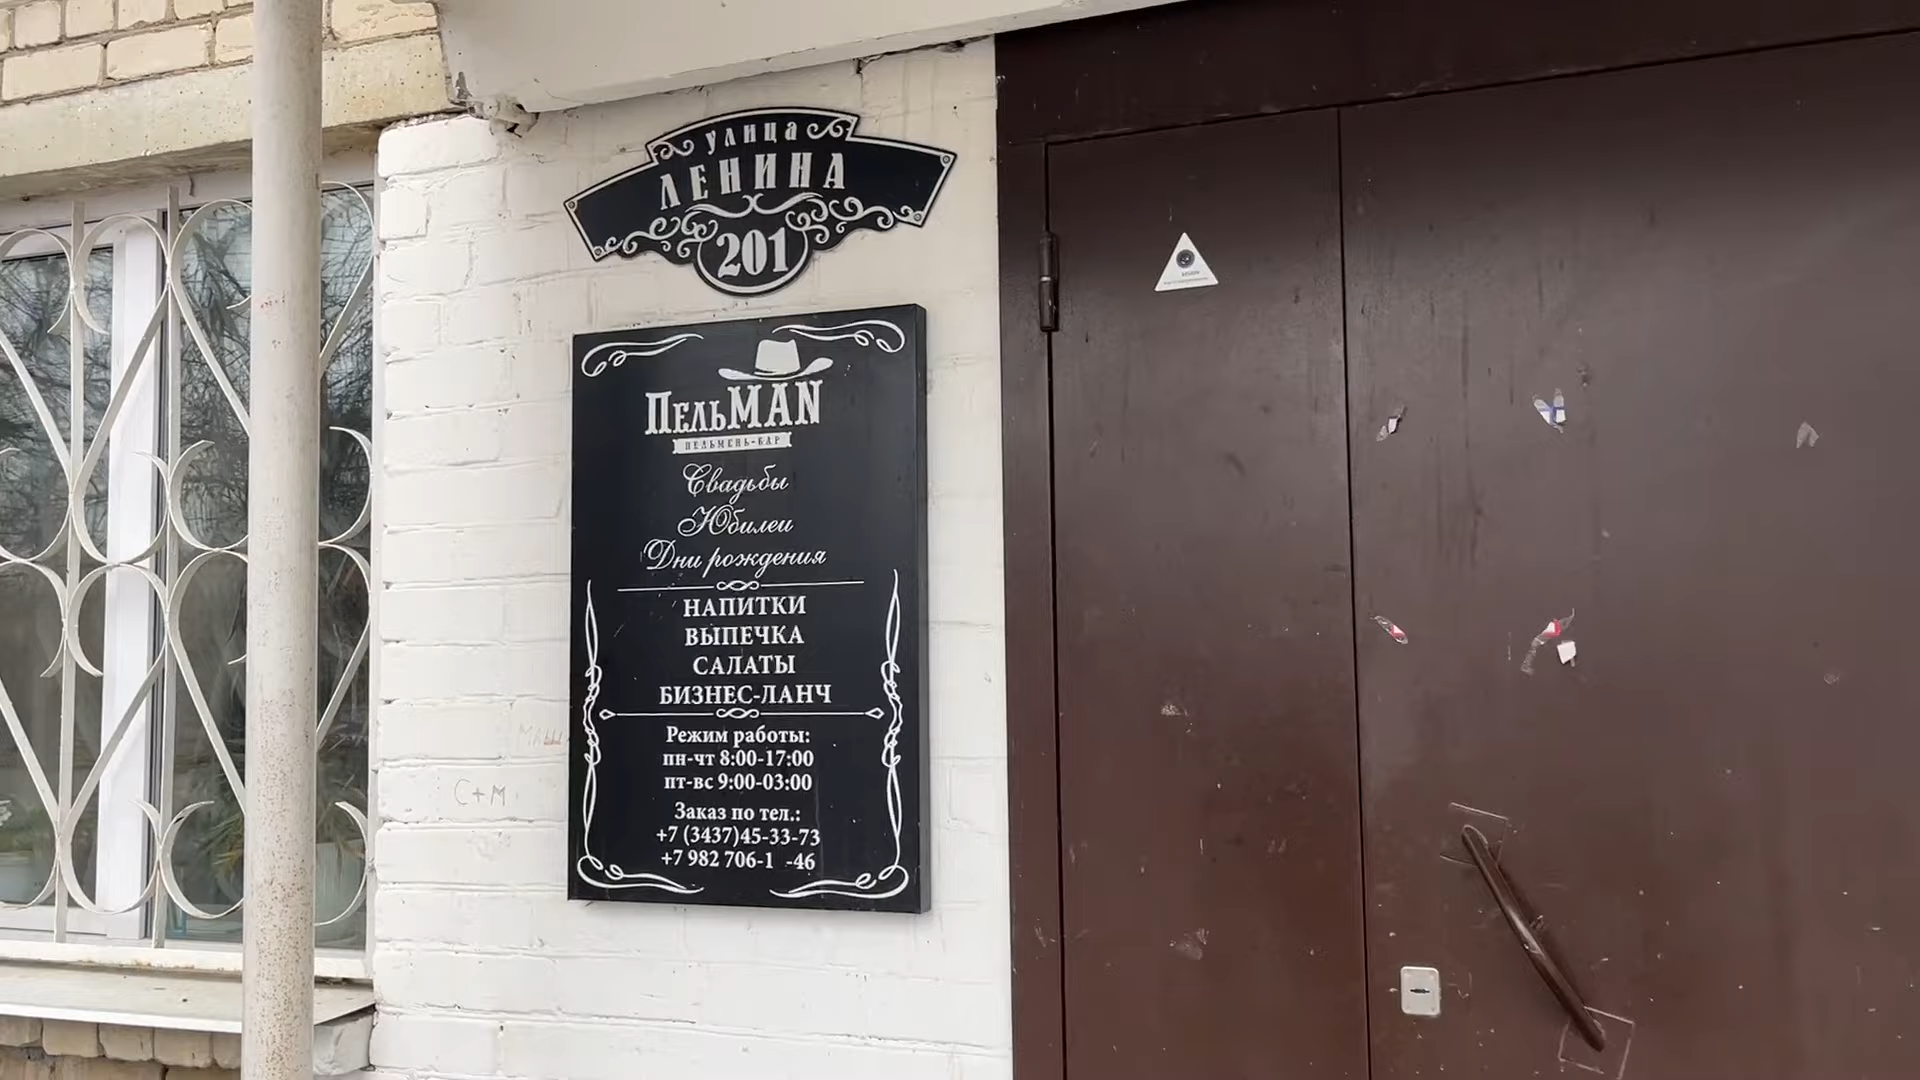 улица
ЛЕНИНА
201
ПельMAN
ПЕЛЬМЕНЬ-БАР
Свадьбы
Юбилеи
Дни рождения
НАПИТКИ
ВЫПЕЧКА
САЛАТЫ
БИЗНЕС-ЛАНЧ
Режим работы:
пн-чт 8:00-17:00
пт-вс 9:00-03:00
Заказ по тел.:
+7 (3437)45-33-73
+7 982 706-1 -46
С+М